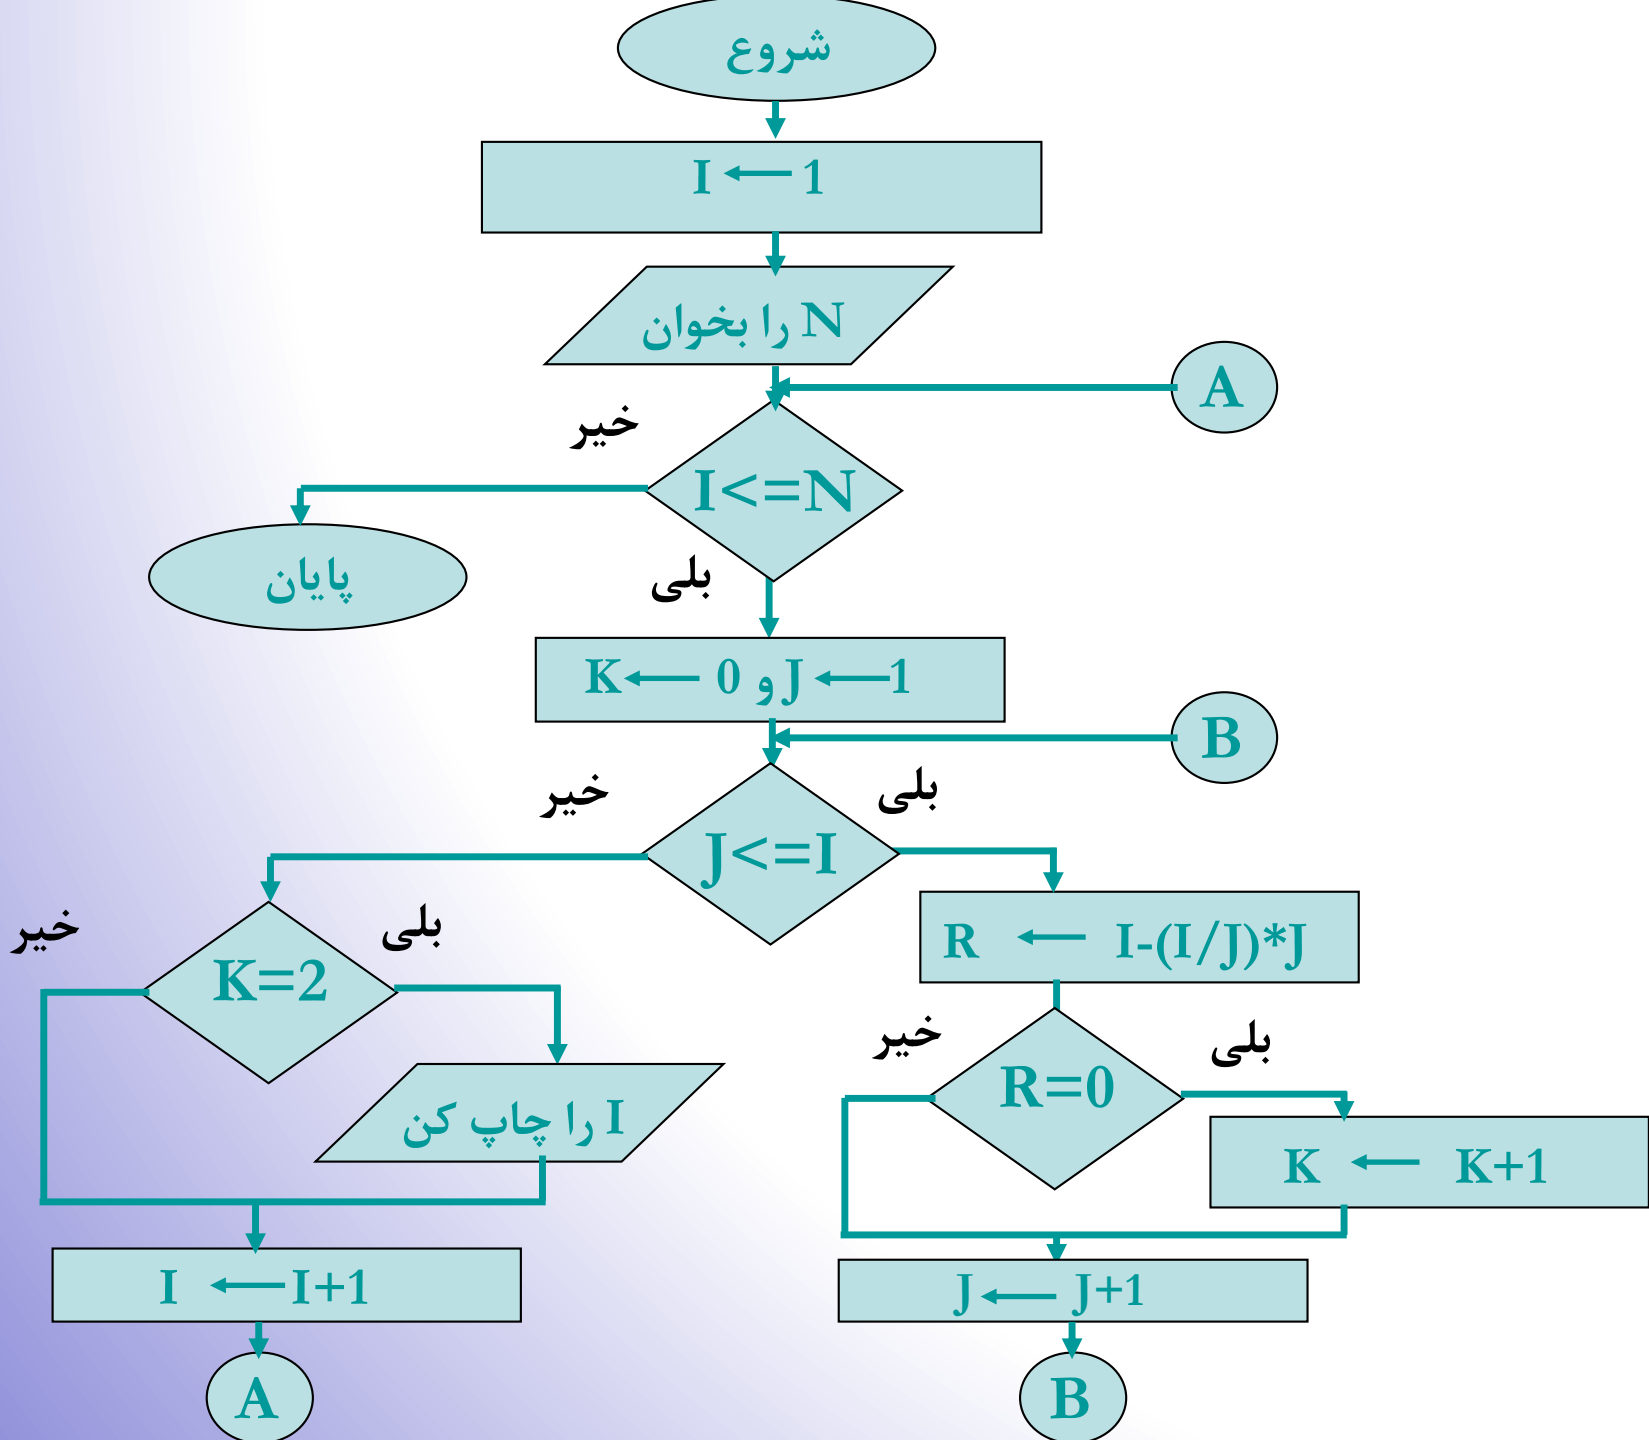 شروع
I ← 1
N را بخوان
A
خیر
I<=N
بلی
پایان
K ← 0 و J ← 1
B
خیر
بلی
J<=I
خیر
بلی
K=2
R ← I-(I/J)*J
خیر
بلی
R=0
I را چاپ کن
K ← K+1
I ← I+1
J ← J+1
A
B